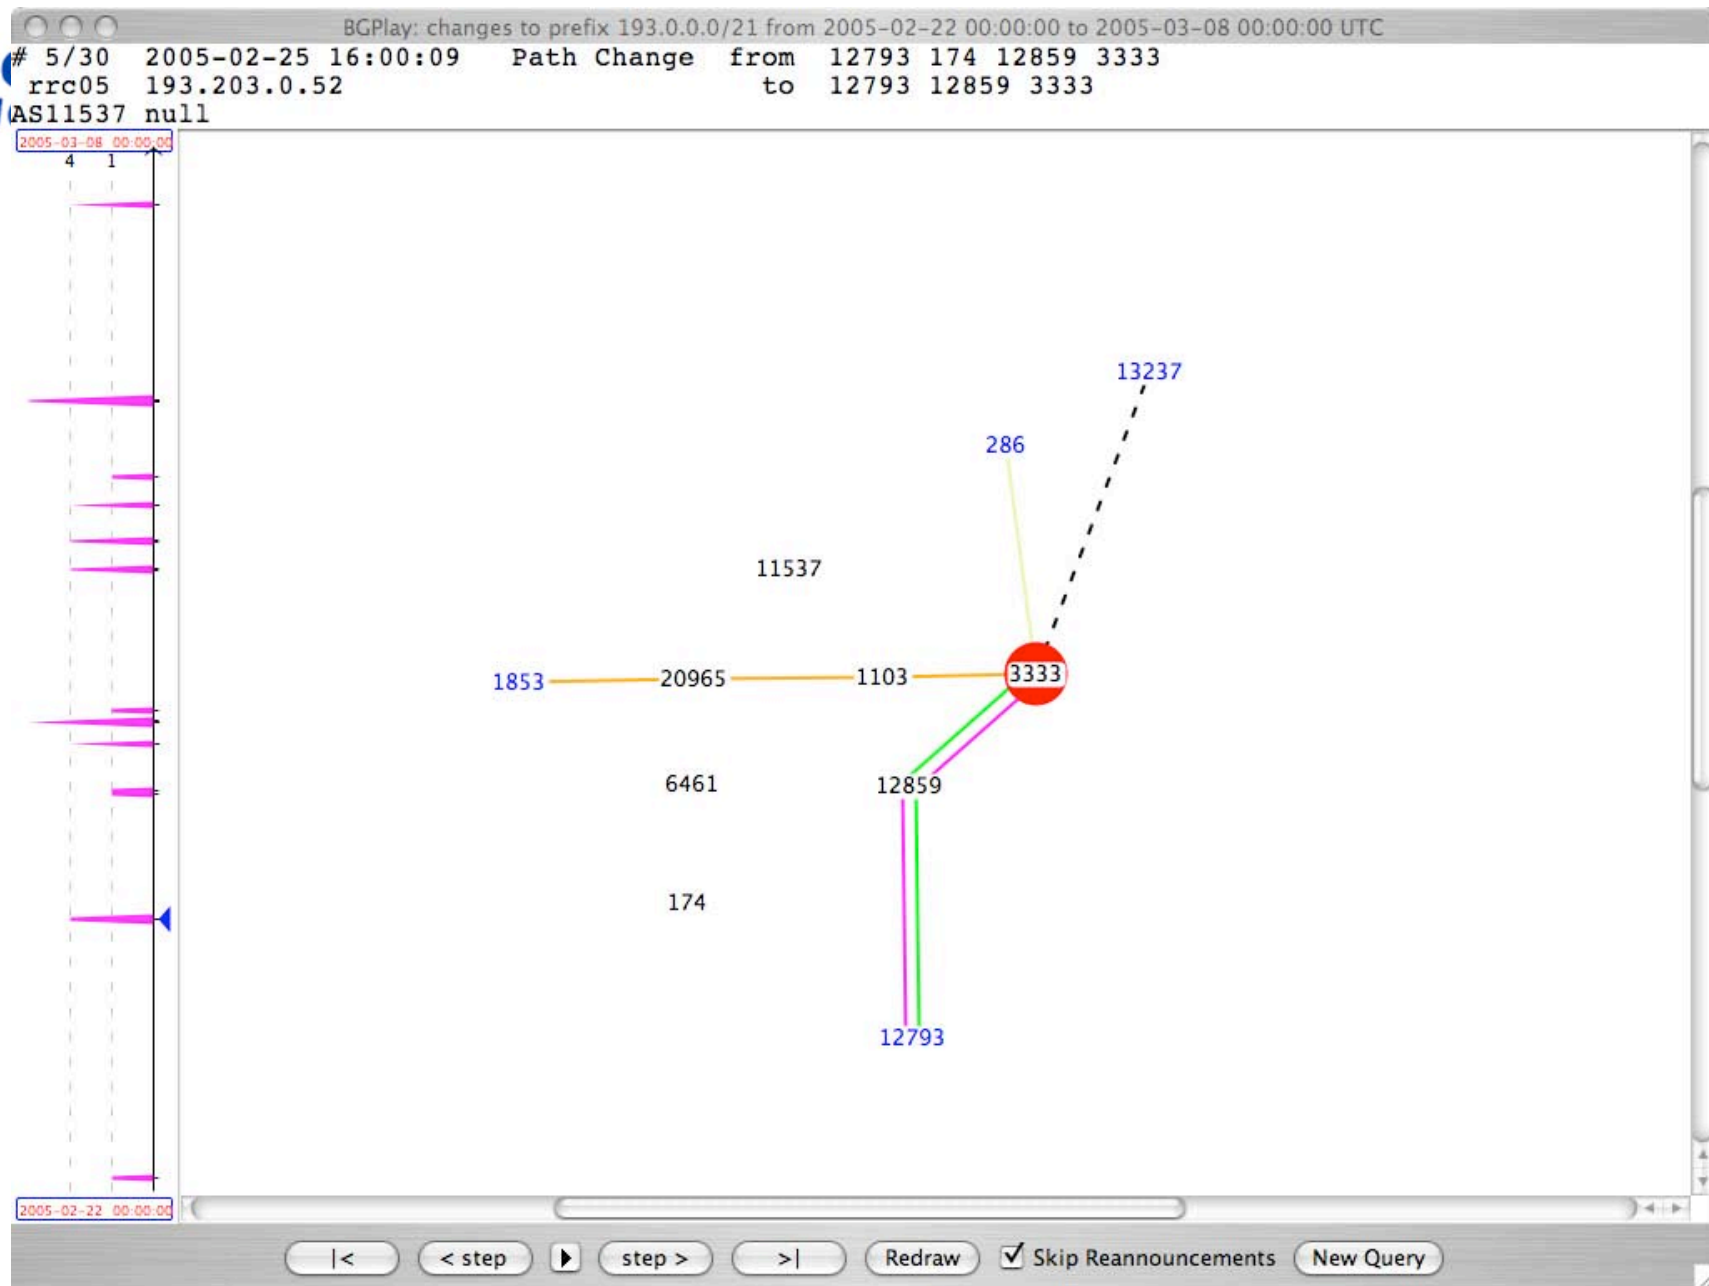 BGPlay: changes to prefix 193.0.0.0/21 from 2005-02-22 00:00:00 to 2005-03-08 00:00:00 UTC
# 5/30 2005-02-25 16:00:09 Path Change from 12793 174 12859 3333
rrc05 193.203.0.52 to 12793 12859 3333
AS11537 null
2005-03-08 00:00:00
4 1
13237
286
11537
3333
1853 20965 1103
6461 12859
174
12793
2005-02-22 00:00:00
|< < step step > >| Redraw Skip Reannouncements New Query